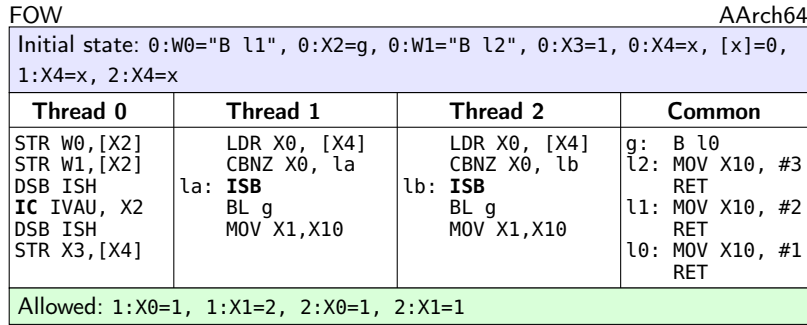 FOW AArch64
Initial state: 0:W0="B l1", 0:X2=g, 0:W1="B l2", 0:X3=1, 0:X4=x, [x]=0,
1:X4=x, 2:X4=x
Thread 0 Thread 1 Thread 2 Common
STR W0,[X2] LDR X0, [X4] LDR X0, [X4] g: B l0
STR W1,[X2] CBNZ X0, la CBNZ X0, lb l2: MOV X10, #3
DSB ISH la: ISB lb: ISB RET
IC IVAU, X2 BL g BL g l1: MOV X10, #2
DSB ISH MOV X1,X10 MOV X1,X10 RET
STR X3,[X4] l0: MOV X10, #1
RET
Allowed: 1:X0=1, 1:X1=2, 2:X0=1, 2:X1=1